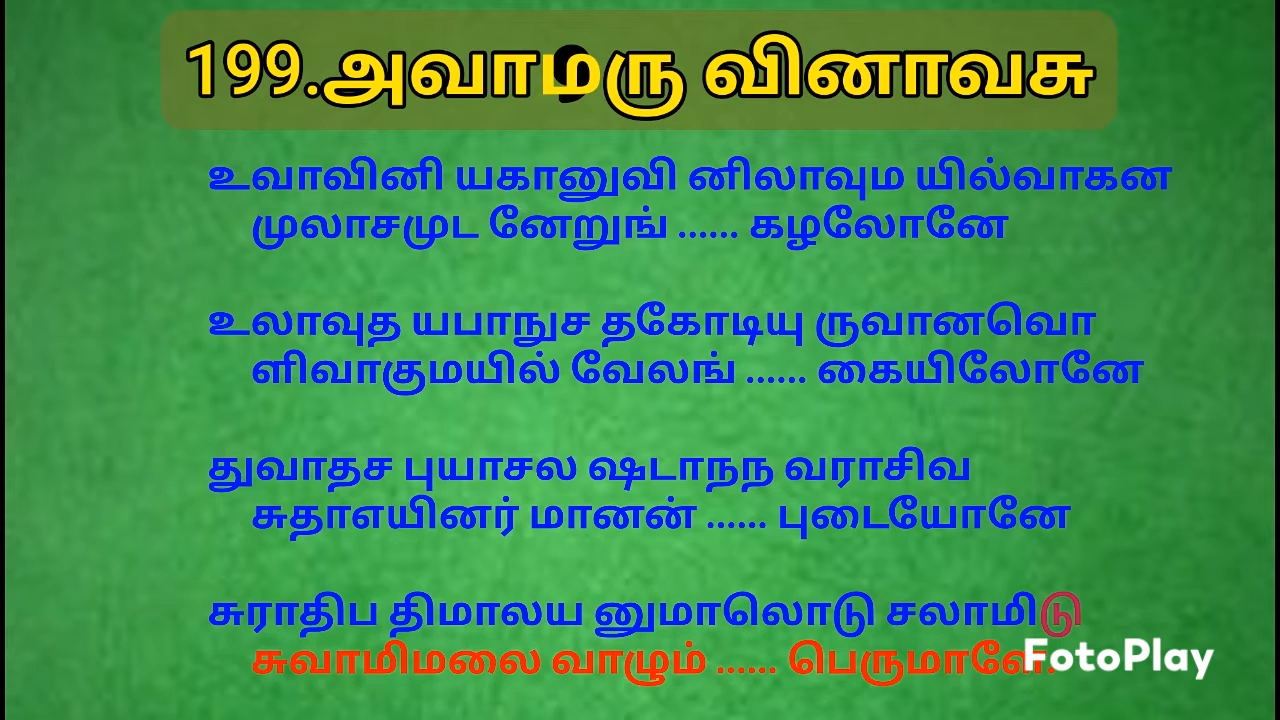 199.அவாமரு வினாவசு
உவாவினி யகானுவி னிலாவும யில்வாகன
முலாசமுட னேறுங் ...... கழலோனே
உலாவுத யபாநுச தகோடியு ருவானவொ
ளிவாகுமயில் வேலங் ...... கையிலோனே
துவாதச புயாசல ஷடாநந வராசிவ
சுதாஎயினர் மானன் ...... புடையோனே
சுராதிப திமாலய னுமாலொடு சலாமிடு
சுவாமிமலை வாழும் ...... பெருமாளே.
FotoPlay